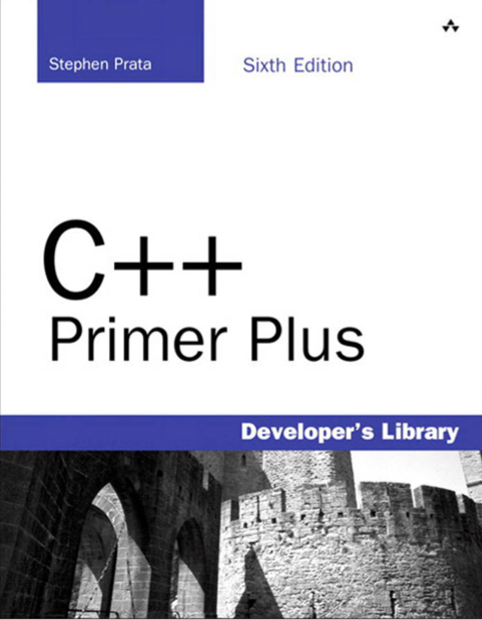 Stephen Prata
Sixth Edition
C++
Primer Plus
Developer's Library